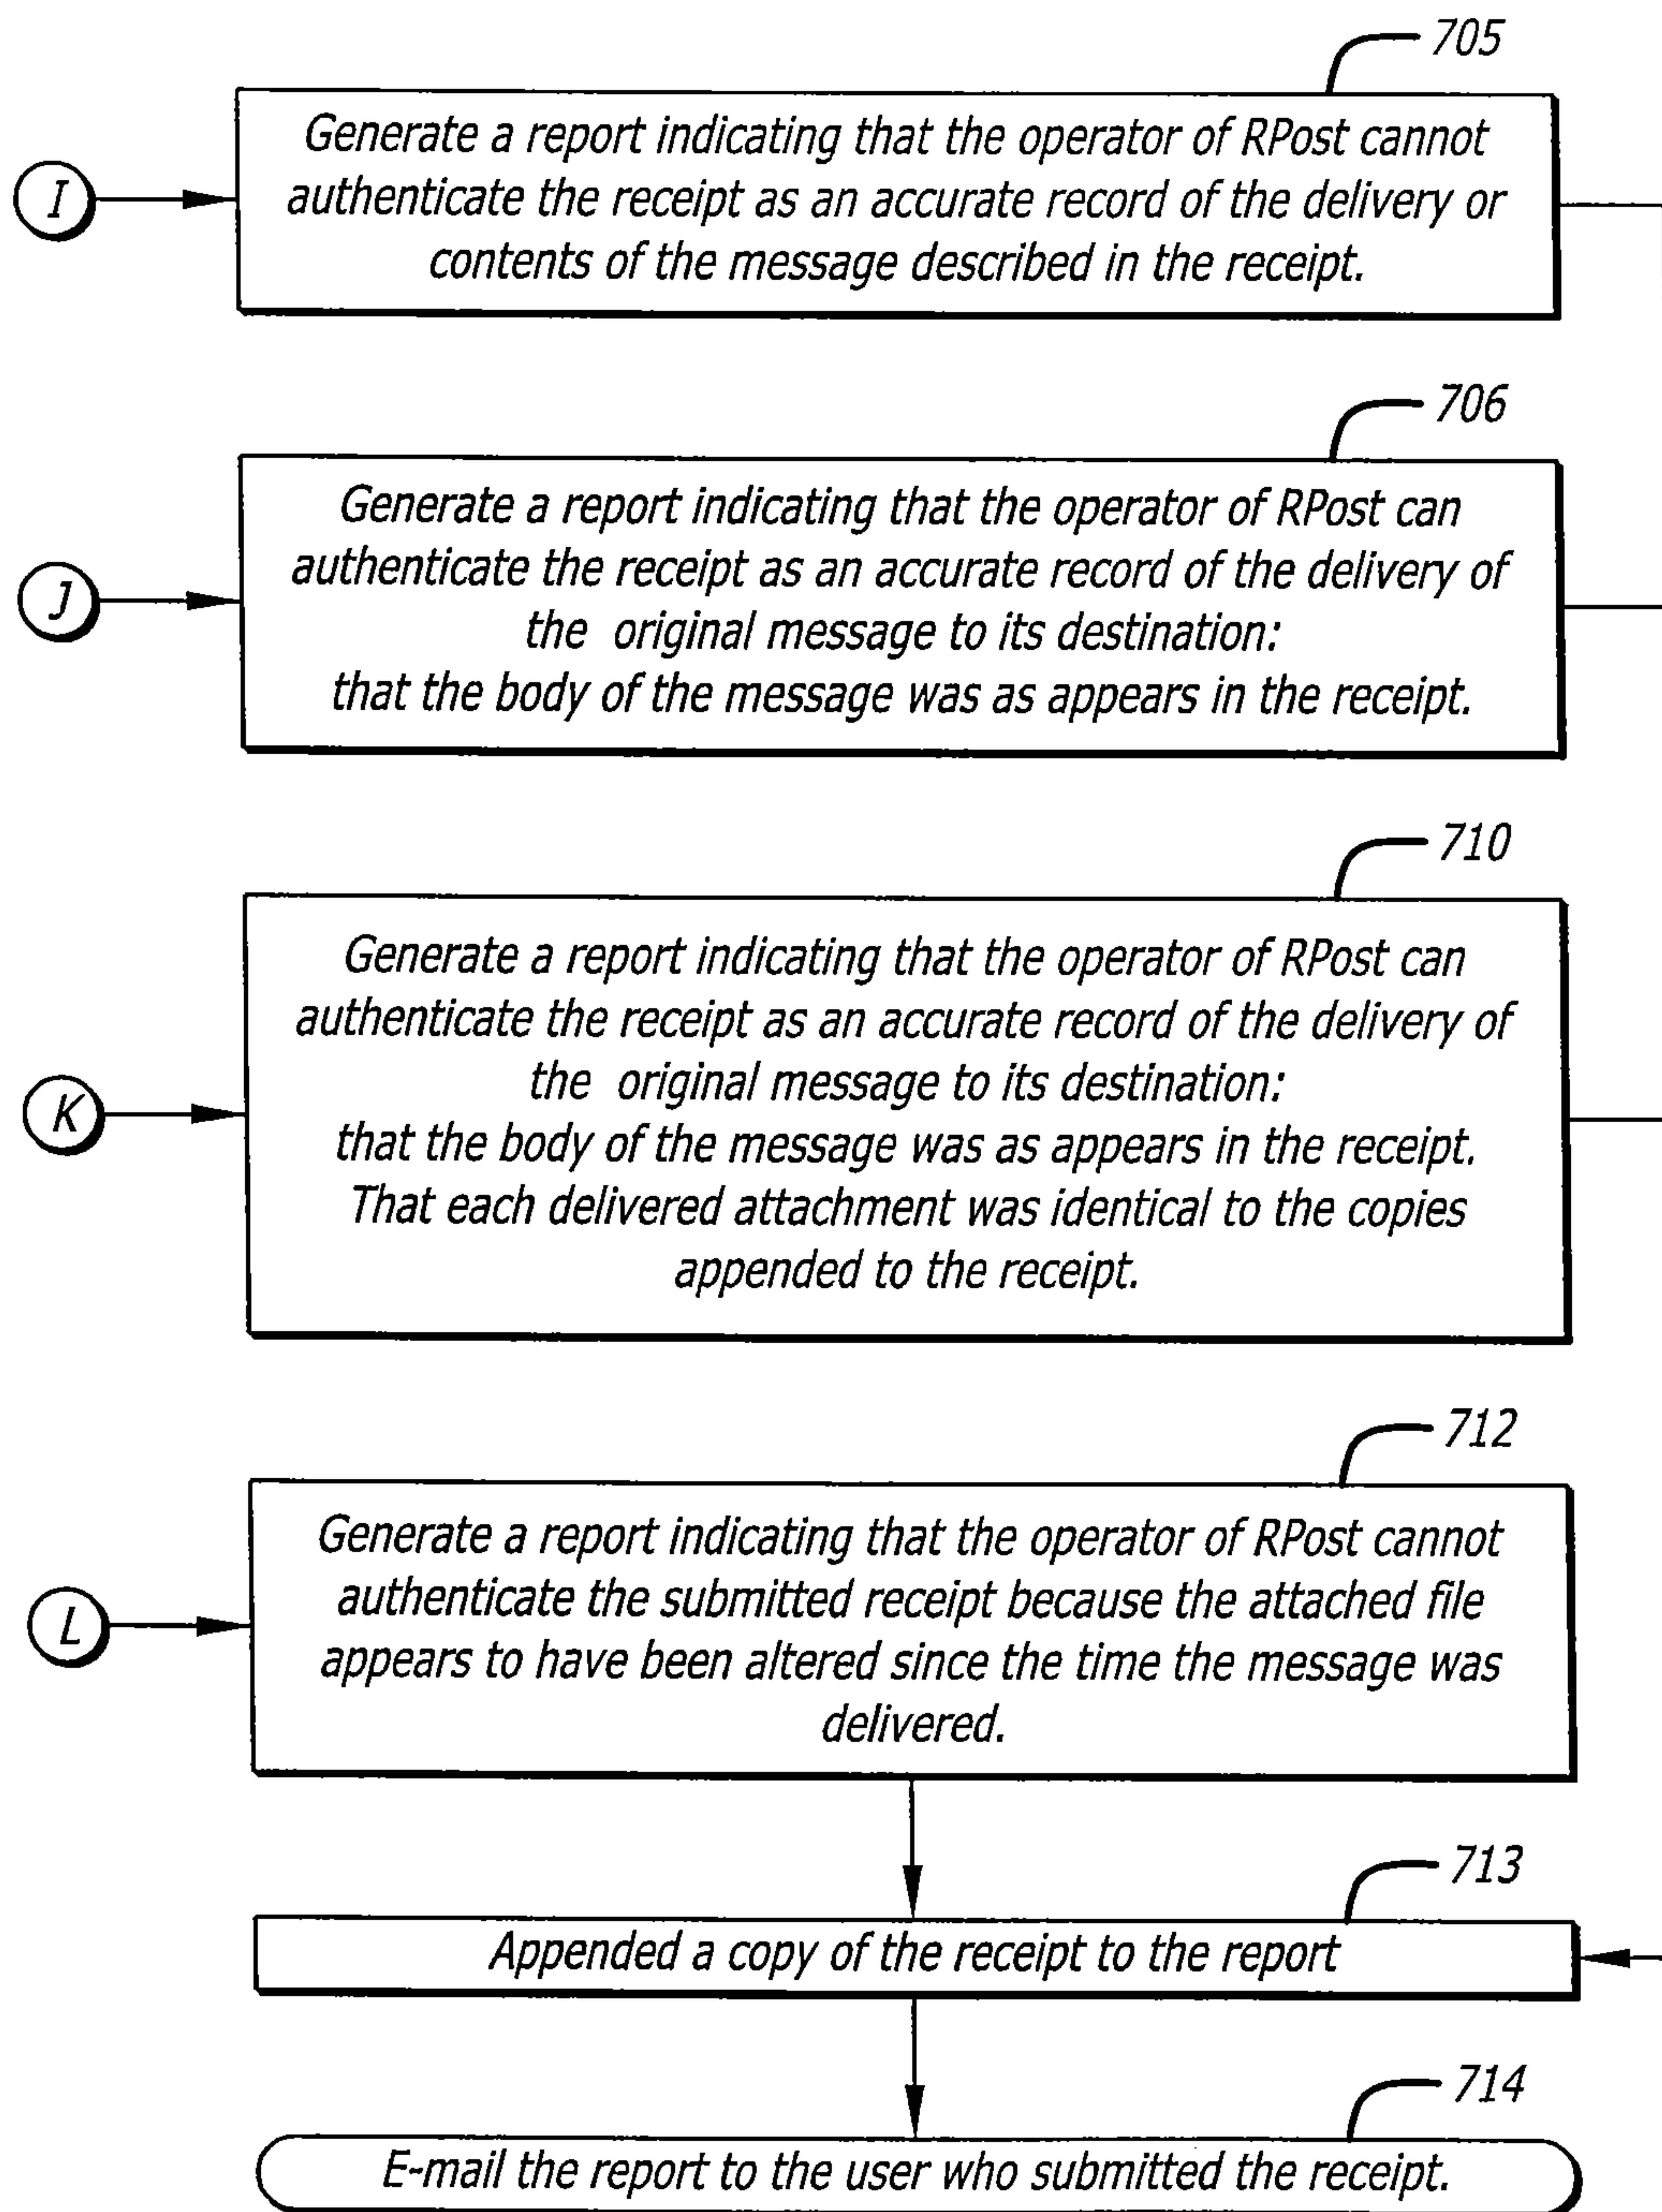 705
Generate a report indicating that the operator of RPost cannot
authenticate the receipt as an accurate record of the delivery or
contents of the message described in the receipt.
I
706
Generate a report indicating that the operator of RPost can
authenticate the receipt as an accurate record of the delivery of
the original message to its destination:
that the body of the message was as appears in the receipt.
J
710
Generate a report indicating that the operator of RPost can
authenticate the receipt as an accurate record of the delivery of
the original message to its destination:
that the body of the message was as appears in the receipt.
That each delivered attachment was identical to the copies
appended to the receipt.
K
712
Generate a report indicating that the operator of RPost cannot
authenticate the submitted receipt because the attached file
appears to have been altered since the time the message was
delivered.
L
713
Appended a copy of the receipt to the report
714
E-mail the report to the user who submitted the receipt.